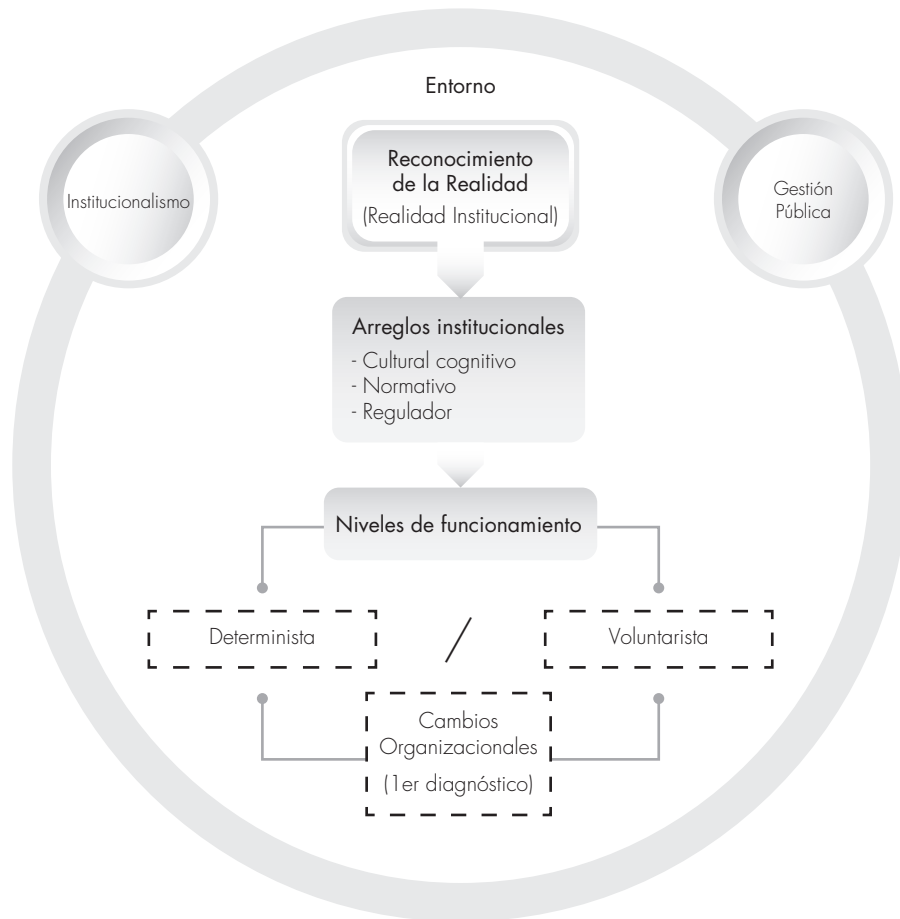 Entorno
Institucionalismo
Gestión
Pública
Reconocimiento
de la Realidad
(Realidad Institucional)
Arreglos institucionales
- Cultural cognitivo
- Normativo
- Regulador
Niveles de funcionamiento
Determinista
/
Voluntarista
Cambios
Organizacionales
(1er diagnóstico)